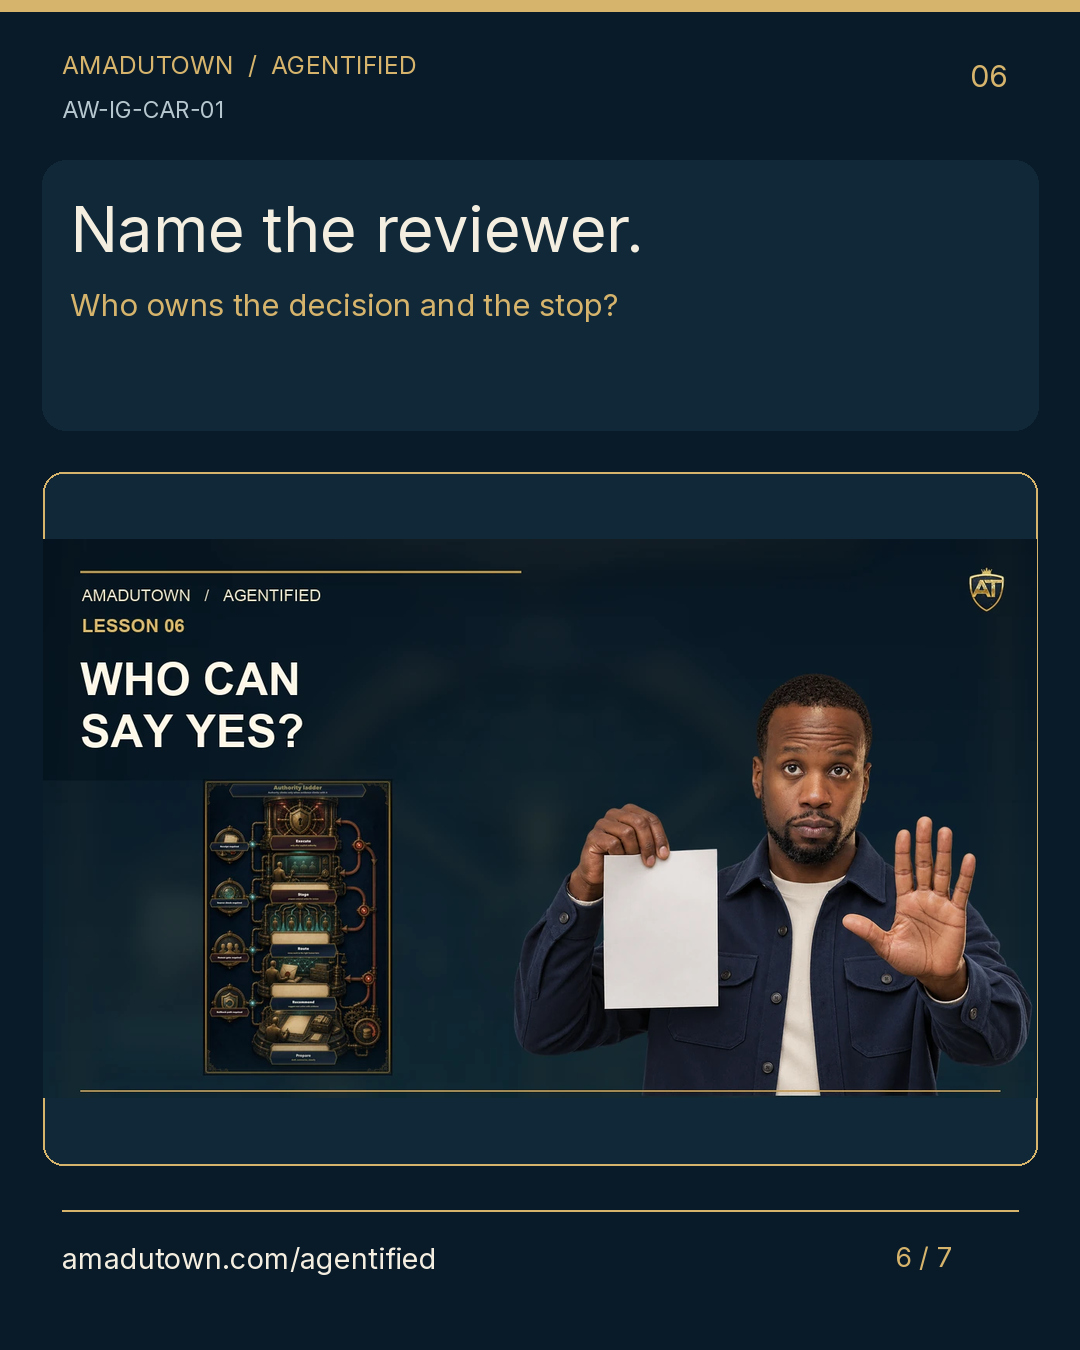 AMADUTOWN / AGENTIFIED
06
AW-IG-CAR-01
Name the reviewer.
Who owns the decision and the stop?
AMADUTOWN / AGENTIFIED
AT
LESSON 06
WHO CAN
SAY YES?
Authority ladder
Execute
Stage
Route
Recommend
Prepare
amadutown.com/agentified
6 / 7